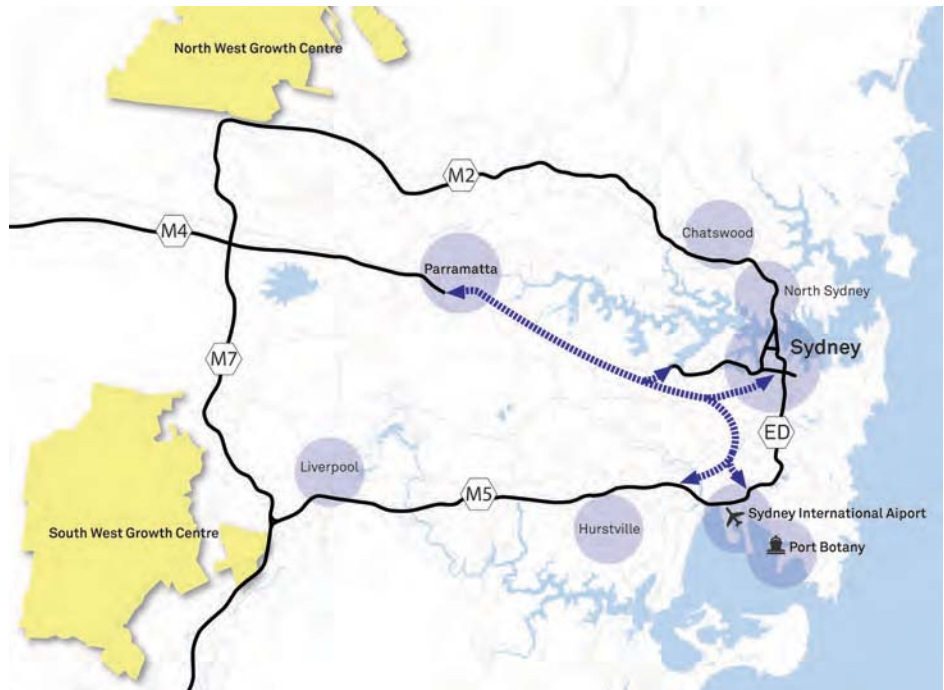 North West Growth Centre
M2
M4
Chatswood
Parramatta
North Sydney
Sydney
M7
ED
Liverpool
M5
Sydney International Aiport
South West Growth Centre
Hurstville
Port Botany